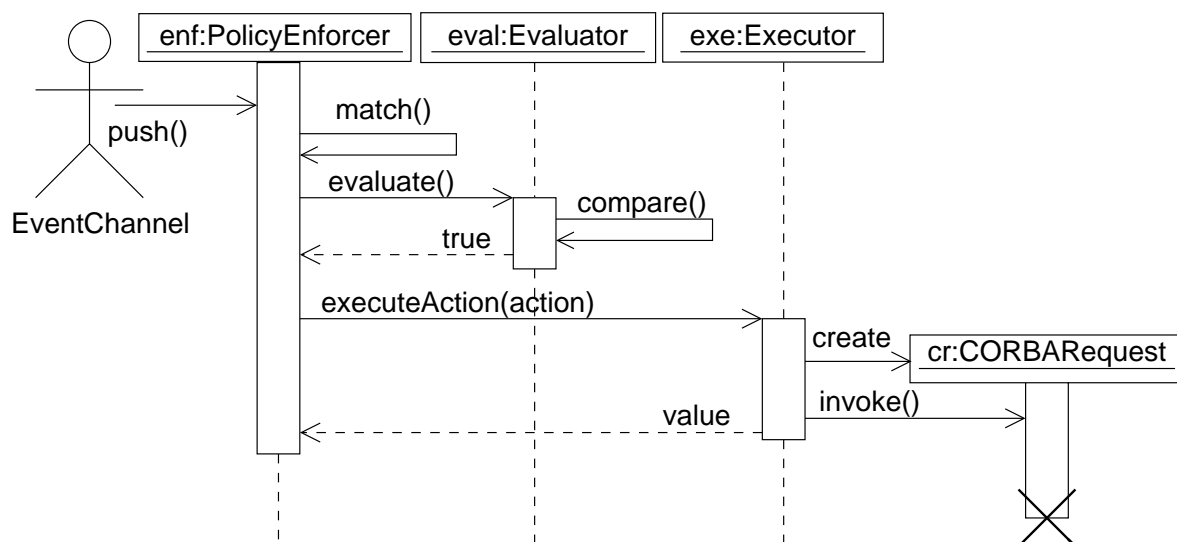 enf:PolicyEnforcer
eval:Evaluator
exe:Executor
match()
push()
evaluate()
compare()
EventChannel
true
executeAction(action)
create
cr:CORBARequest
value
invoke()